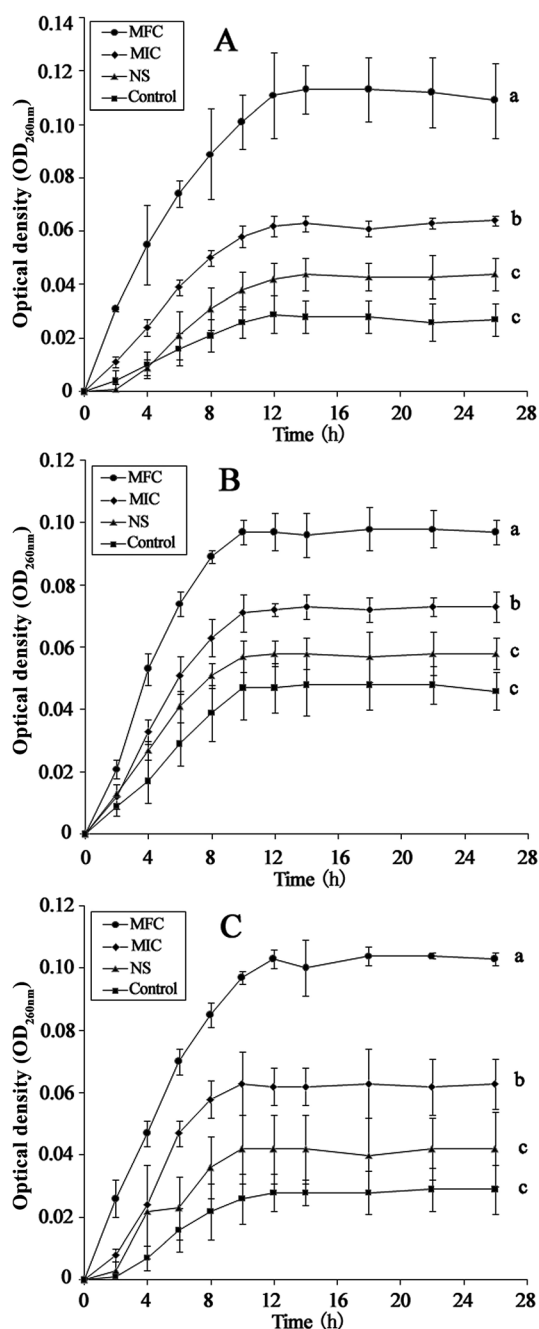 A
MFC
MIC
NS
Control
Optical density (OD260nm)
0.14
0.12
0.10
0.08
0.06
0.04
0.02
0
a
b
c
c
0 4 8 12 16 20 24 28
Time (h)
B
MFC
MIC
NS
Control
Optical density (OD260nm)
0.12
0.10
0.08
0.06
0.04
0.02
0
a
b
c
c
0 4 8 12 16 20 24 28
Time (h)
C
MFC
MIC
NS
Control
Optical density (OD260nm)
0.12
0.10
0.08
0.06
0.04
0.02
0
a
b
c
c
0 4 8 12 16 20 24 28
Time (h)